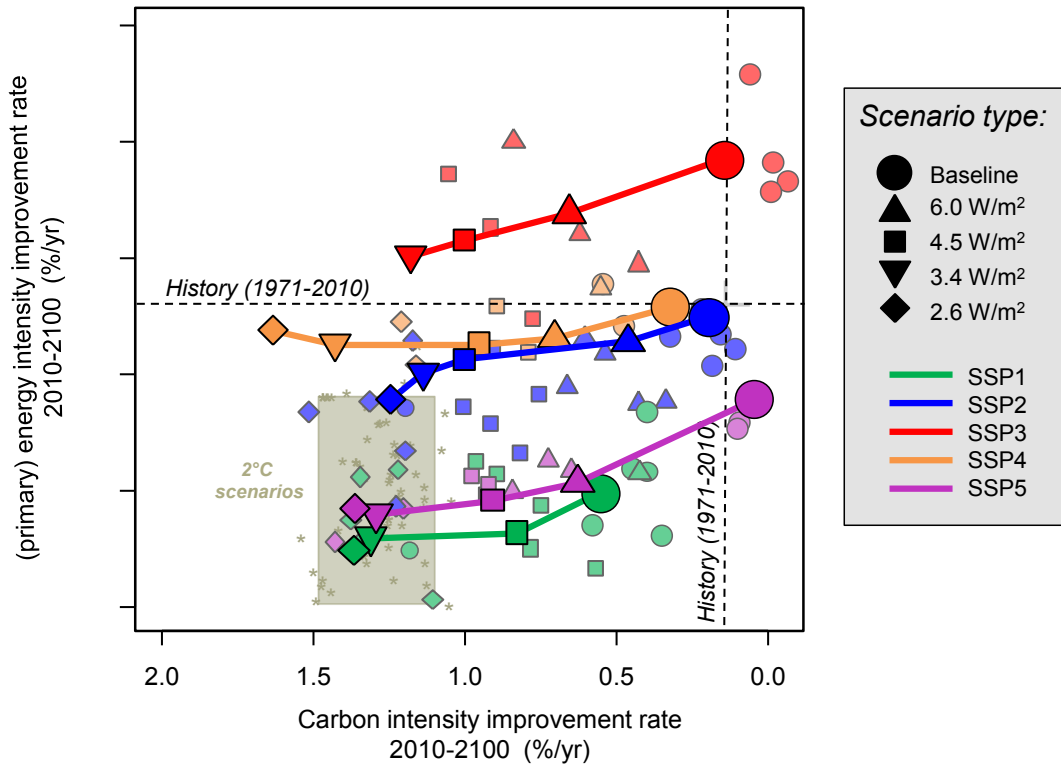 (primary) energy intensity improvement rate
2010-2100 (%/yr)
History (1971-2010)
2°C
scenarios
History (1971-2010)
2.0 1.5 1.0 0.5 0.0
Carbon intensity improvement rate
2010-2100 (%/yr)
Scenario type:
Baseline
6.0 W/m²
4.5 W/m²
3.4 W/m²
2.6 W/m²
SSP1
SSP2
SSP3
SSP4
SSP5